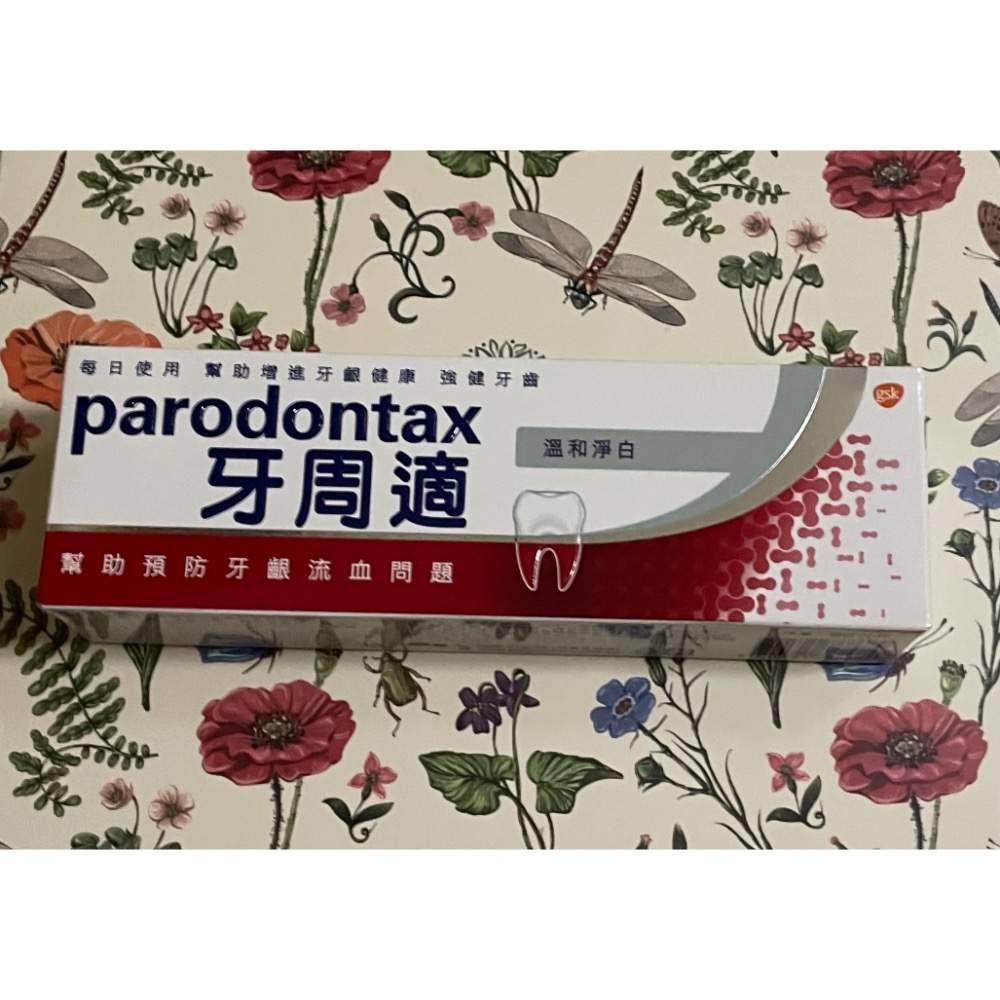 每日使用 幫助增進牙齦健康 強健牙齒
gsk
parodontax
牙周適
溫和淨白
幫助預防牙齦流血問題